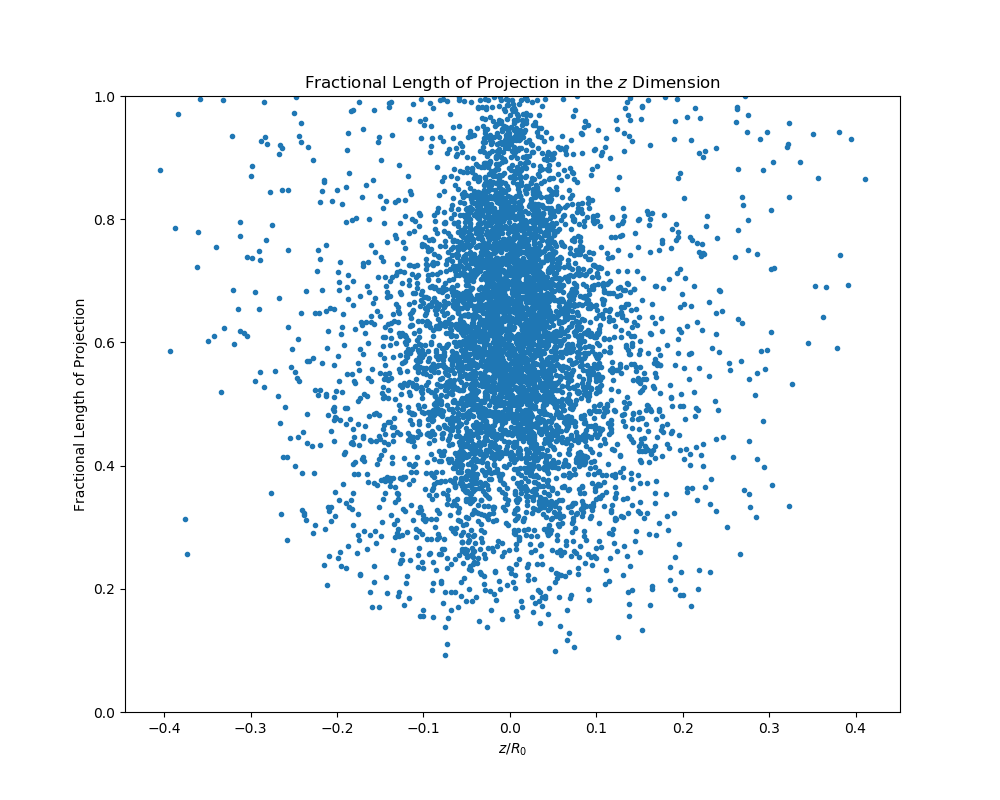 Fractional Length of Projection in the z Dimension
Fractional Length of Projection
1.0
0.8
0.6
0.4
0.2
0.0
−0.4 −0.3 −0.2 −0.1 0.0 0.1 0.2 0.3 0.4
z/R₀